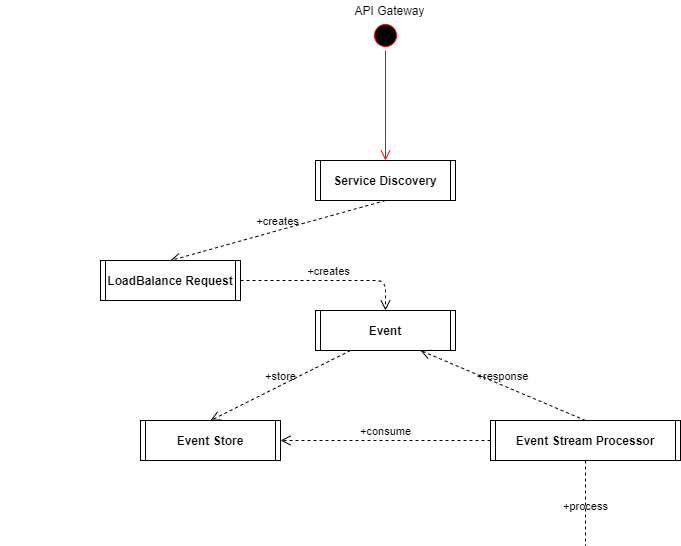 API Gateway
Service Discovery
+creates
LoadBalance Request
+creates
Event
+store
+response
Event Store
+consume
Event Stream Processor
+process